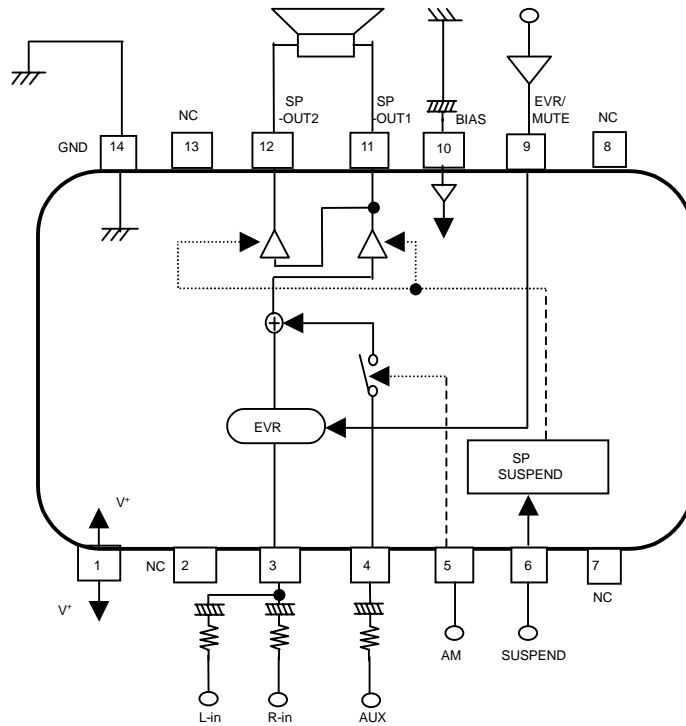 NC
SP
-OUT2
SP
-OUT1
BIAS
EVR/
MUTE
NC
GND
14
13
12
11
10
9
8
+
EVR
SP
SUSPEND
V+
1
NC
2
3
4
5
6
7
V+
NC
AM
SUSPEND
L-in
R-in
AUX